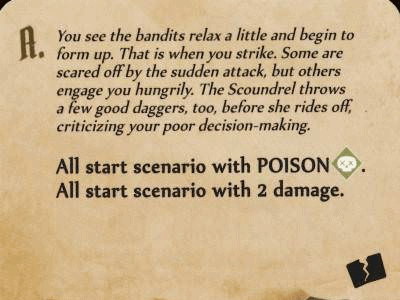 A. You see the bandits relax a little and begin to
form up. That is when you strike. Some are
scared off by the sudden attack, but others
engage you hungrily. The Scoundrel throws
a few good daggers, too, before she rides off,
criticizing your poor decision-making.
All start scenario with POISON .
All start scenario with 2 damage.